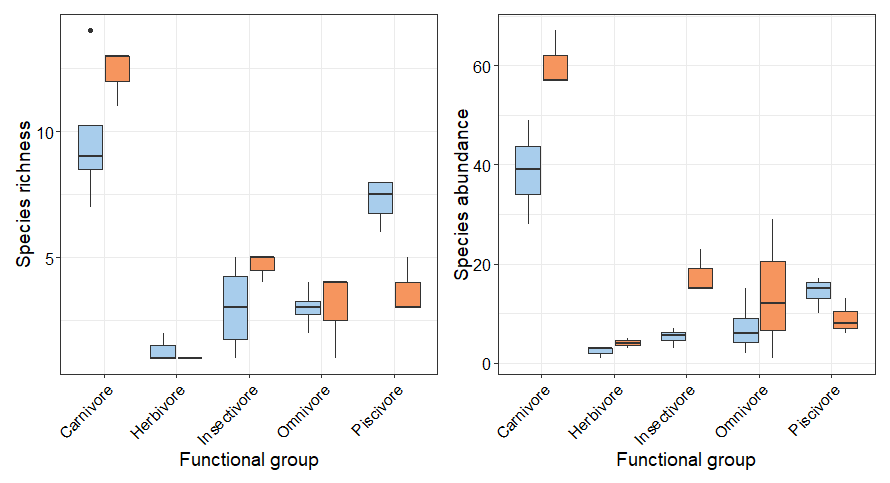 Species richness
10
5
Carnivore
Herbivore
Insectivore
Omnivore
Piscivore
Functional group
Species abundance
60
40
20
0
Carnivore
Herbivore
Insectivore
Omnivore
Piscivore
Functional group